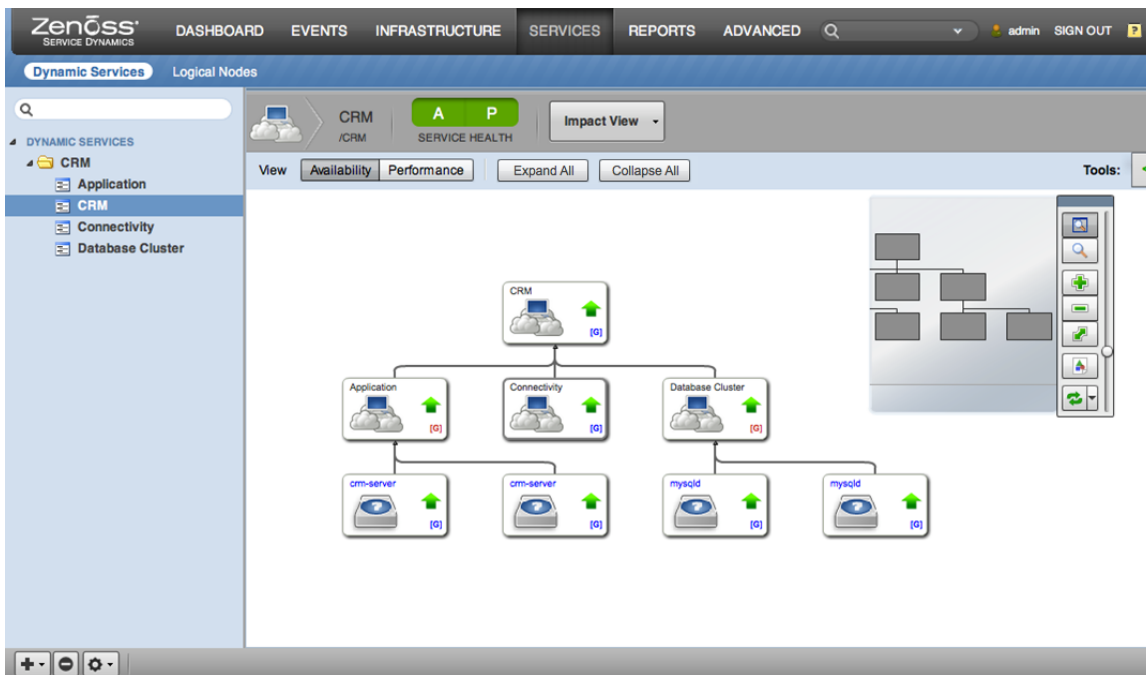 Zenoss
SERVICE DYNAMICS
DASHBOARD EVENTS INFRASTRUCTURE SERVICES REPORTS ADVANCED admin SIGN OUT ?
Dynamic Services Logical Nodes
DYNAMIC SERVICES
CRM
Application
CRM
Connectivity
Database Cluster
CRM
/CRM
A P
SERVICE HEALTH
Impact View
View Availability Performance Expand All Collapse All Tools:
CRM
[G]
Application
[G]
Connectivity
[G]
Database Cluster
[G]
crm-server
? [G]
crm-server
? [G]
mysqld
? [G]
mysqld
? [G]